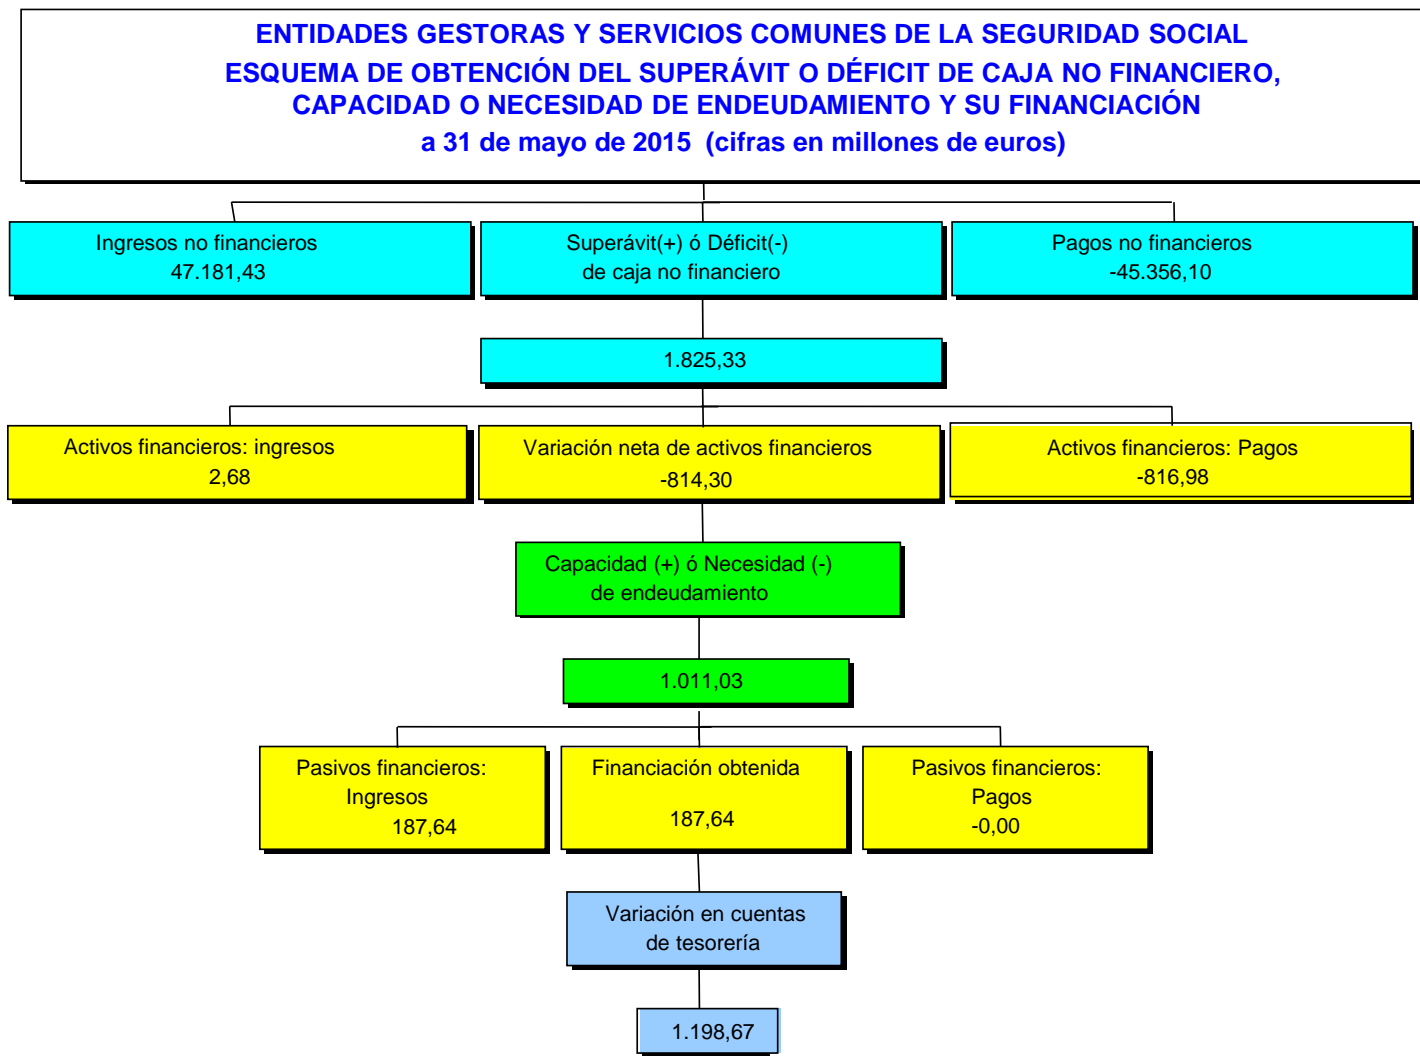 ENTIDADES GESTORAS Y SERVICIOS COMUNES DE LA SEGURIDAD SOCIAL
ESQUEMA DE OBTENCIÓN DEL SUPERÁVIT O DÉFICIT DE CAJA NO FINANCIERO,
CAPACIDAD O NECESIDAD DE ENDEUDAMIENTO Y SU FINANCIACIÓN
a 31 de mayo de 2015 (cifras en millones de euros)
Ingresos no financieros
47.181,43
Superávit(+) ó Déficit(-)
de caja no financiero
Pagos no financieros
-45.356,10
1.825,33
Activos financieros: ingresos
2,68
Variación neta de activos financieros
-814,30
Activos financieros: Pagos
-816,98
Capacidad (+) ó Necesidad (-)
de endeudamiento
1.011,03
Pasivos financieros:
Ingresos
187,64
Financiación obtenida
187,64
Pasivos financieros:
Pagos
-0,00
Variación en cuentas
de tesorería
1.198,67